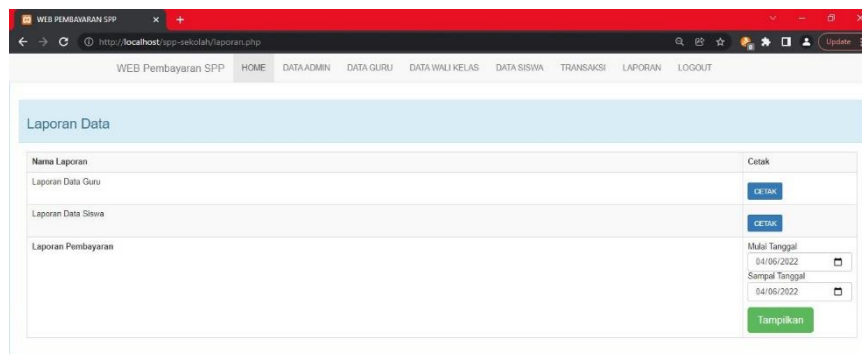 WEB PEMBAYARAN SPP
http://localhost/spp-sekolah/laporan.php
Update
WEB Pembayaran SPP HOME DATA ADMIN DATA GURU DATA WALI KELAS DATA SISWA TRANSAKSI LAPORAN LOGOUT
Laporan Data
Nama Laporan Cetak
Laporan Data Guru
CETAK
Laporan Data Siswa
CETAK
Laporan Pembayaran Mulai Tanggal
04/06/2022
Sampai Tanggal
04/06/2022
Tampilkan